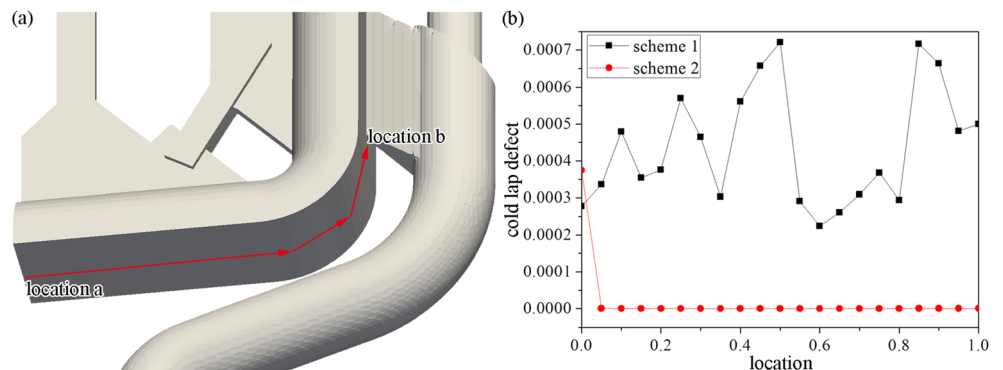 (a)
location a
location b
(b)
scheme 1
scheme 2
cold lap defect
0.0007
0.0006
0.0005
0.0004
0.0003
0.0002
0.0001
0.0000
0.0 0.2 0.4 0.6 0.8 1.0
location